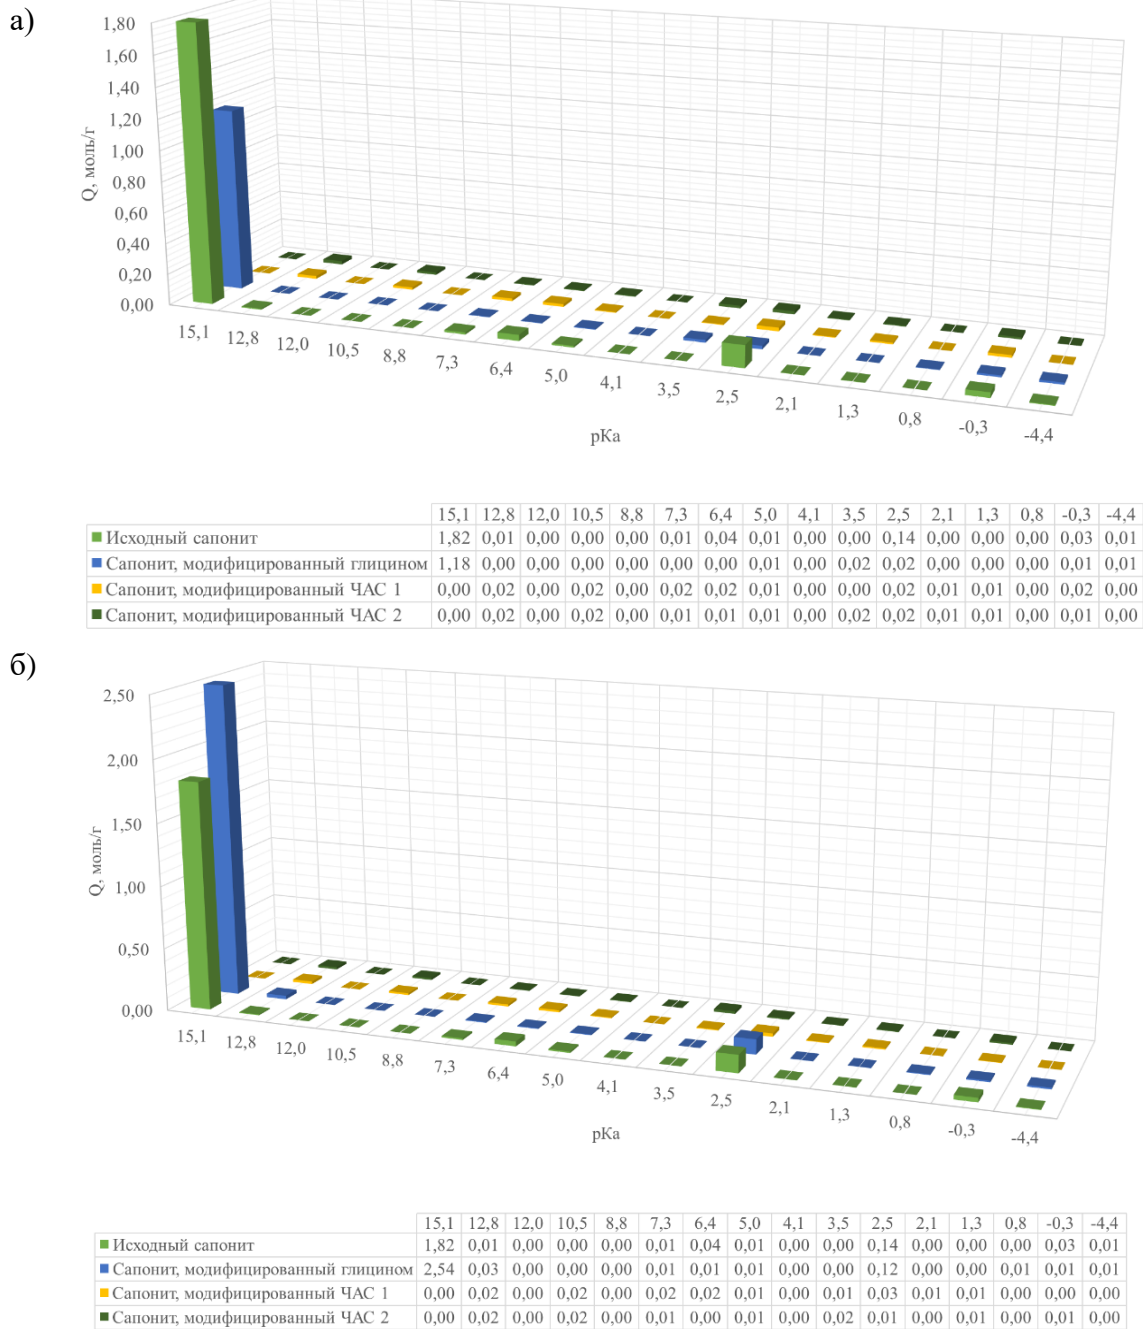 а)
1,80
1,60
1,40
1,20
1,00
0,80
0,60
0,40
0,20
0,00
Q, моль/г
15,1 12,8 12,0 10,5 8,8 7,3 6,4 5,0 4,1 3,5 2,5 2,1 1,3 0,8 -0,3 -4,4
pKa
15,1 12,8 12,0 10,5 8,8 7,3 6,4 5,0 4,1 3,5 2,5 2,1 1,3 0,8 -0,3 -4,4
Исходный сапонит 1,82 0,01 0,00 0,00 0,00 0,01 0,04 0,01 0,00 0,00 0,14 0,00 0,00 0,00 0,03 0,01
Сапонит, модифицированный глицином 1,18 0,00 0,00 0,00 0,00 0,00 0,00 0,01 0,00 0,02 0,02 0,00 0,00 0,00 0,01 0,01
Сапонит, модифицированный ЧАС 1 0,00 0,02 0,00 0,02 0,00 0,02 0,02 0,01 0,00 0,00 0,02 0,01 0,01 0,00 0,02 0,00
Сапонит, модифицированный ЧАС 2 0,00 0,02 0,00 0,02 0,00 0,01 0,01 0,01 0,00 0,02 0,02 0,01 0,01 0,00 0,01 0,00
б)
2,50
2,00
1,50
1,00
0,50
0,00
Q, моль/г
15,1 12,8 12,0 10,5 8,8 7,3 6,4 5,0 4,1 3,5 2,5 2,1 1,3 0,8 -0,3 -4,4
pKa
15,1 12,8 12,0 10,5 8,8 7,3 6,4 5,0 4,1 3,5 2,5 2,1 1,3 0,8 -0,3 -4,4
Исходный сапонит 1,82 0,01 0,00 0,00 0,00 0,01 0,04 0,01 0,00 0,00 0,14 0,00 0,00 0,00 0,03 0,01
Сапонит, модифицированный глицином 2,54 0,03 0,00 0,00 0,00 0,01 0,01 0,01 0,00 0,00 0,12 0,00 0,00 0,01 0,01 0,01
Сапонит, модифицированный ЧАС 1 0,00 0,02 0,00 0,02 0,00 0,02 0,02 0,01 0,00 0,01 0,03 0,01 0,01 0,00 0,00 0,00
Сапонит, модифицированный ЧАС 2 0,00 0,02 0,00 0,02 0,00 0,01 0,01 0,01 0,00 0,02 0,01 0,00 0,01 0,00 0,01 0,00